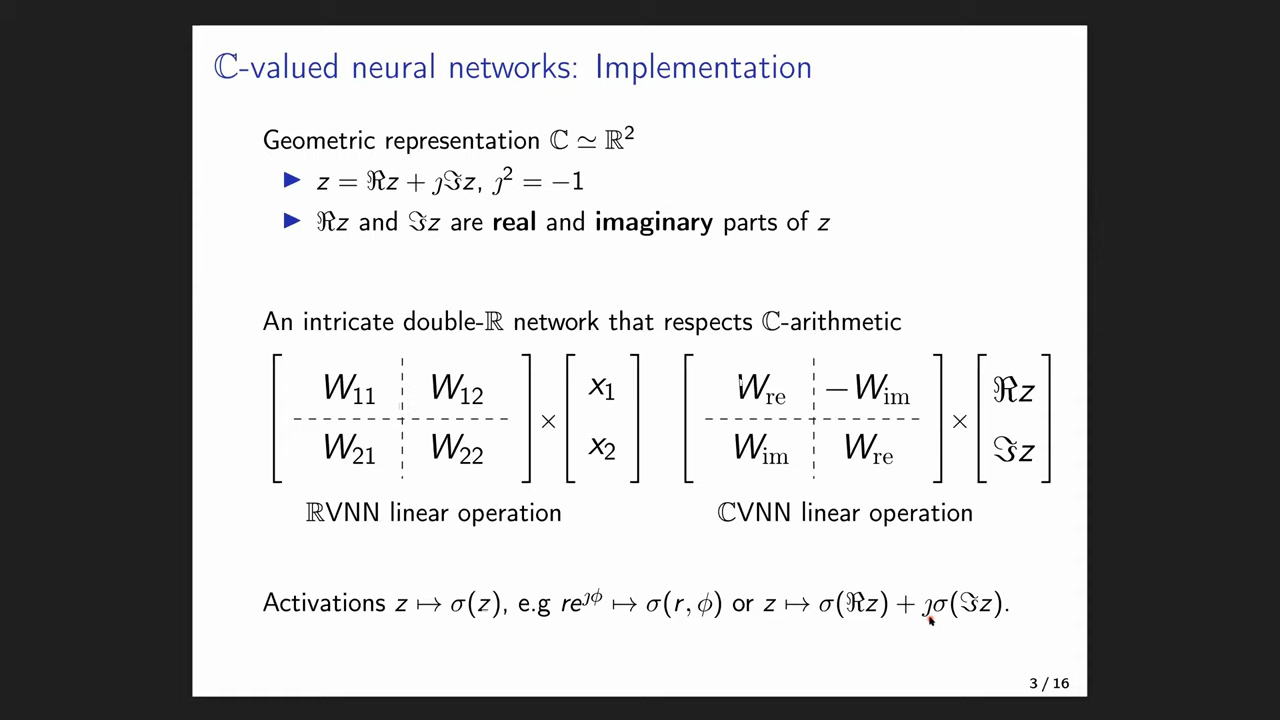 ℂ-valued neural networks: Implementation
Geometric representation ℂ ≃ ℝ²
▶ z = ℜz + ȷℑz, ȷ² = −1
▶ ℜz and ℑz are real and imaginary parts of z
An intricate double-ℝ network that respects ℂ-arithmetic
W₁₁ W₁₂ x₁ W_re −W_im ℜz
× ×
W₂₁ W₂₂ x₂ W_im W_re ℑz
ℝVNN linear operation ℂVNN linear operation
Activations z ↦ σ(z), e.g re^{ȷϕ} ↦ σ(r, ϕ) or z ↦ σ(ℜz) + ȷσ(ℑz).
3 / 16